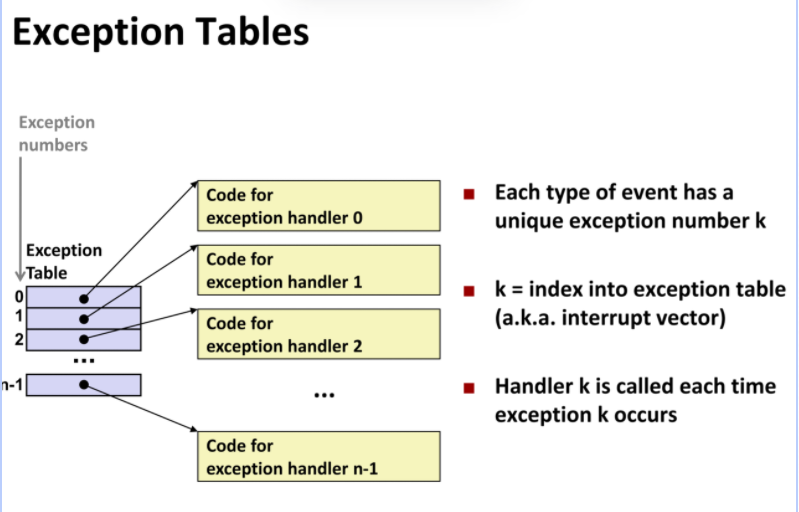 Exception Tables
Exception
numbers
Exception
Table
0
1
2
...
n-1
Code for
exception handler 0
Code for
exception handler 1
Code for
exception handler 2
...
Code for
exception handler n-1
Each type of event has a
unique exception number k
k = index into exception table
(a.k.a. interrupt vector)
Handler k is called each time
exception k occurs